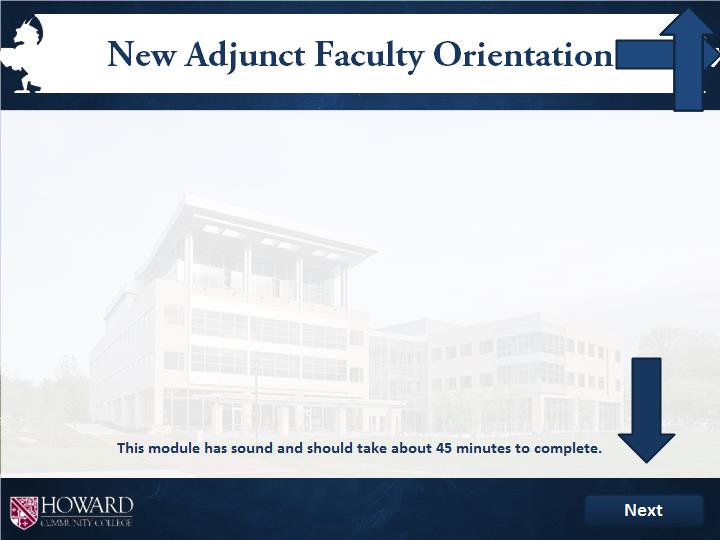 New Adjunct Faculty Orientation
This module has sound and should take about 45 minutes to complete.
HOWARD
COMMUNITY COLLEGE
Next